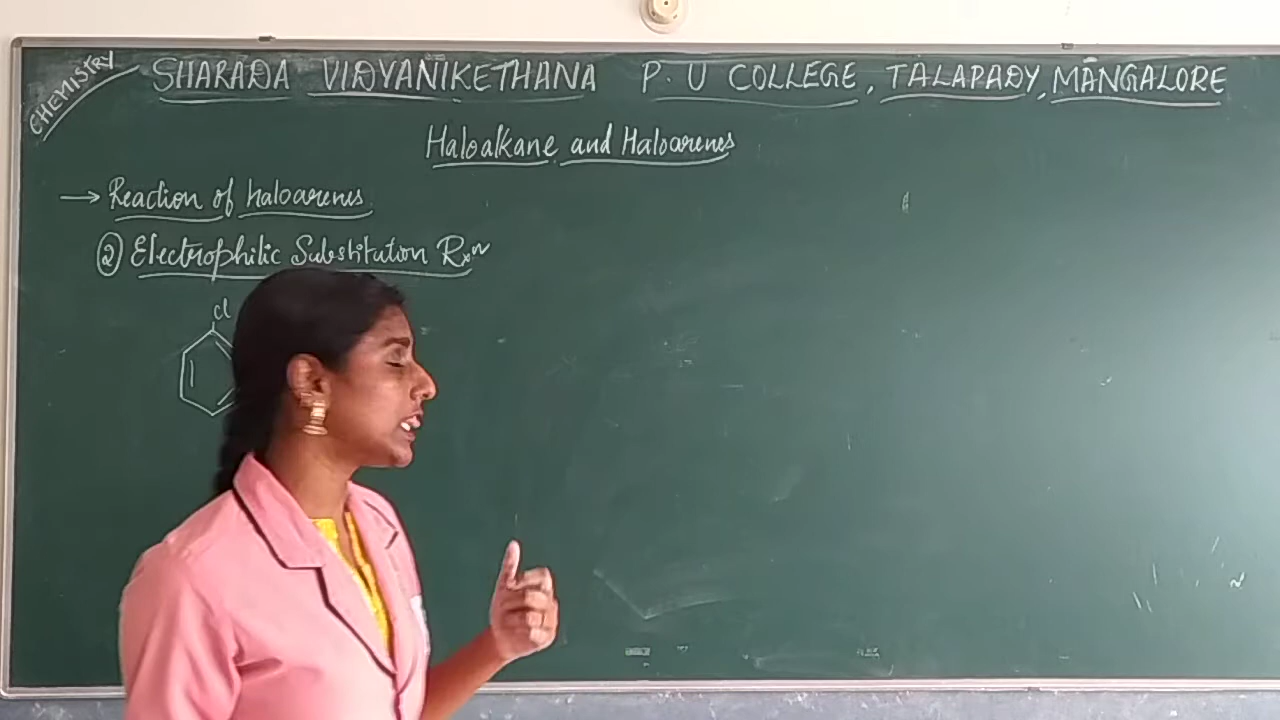 CHEMISTRY
SHARADA VIDYANIKETHANA P. U COLLEGE, TALAPADY, MANGALORE
Haloalkane and Haloarenes
→ Reaction of haloarenes
② Electrophilic Substitution Rxn
Cl